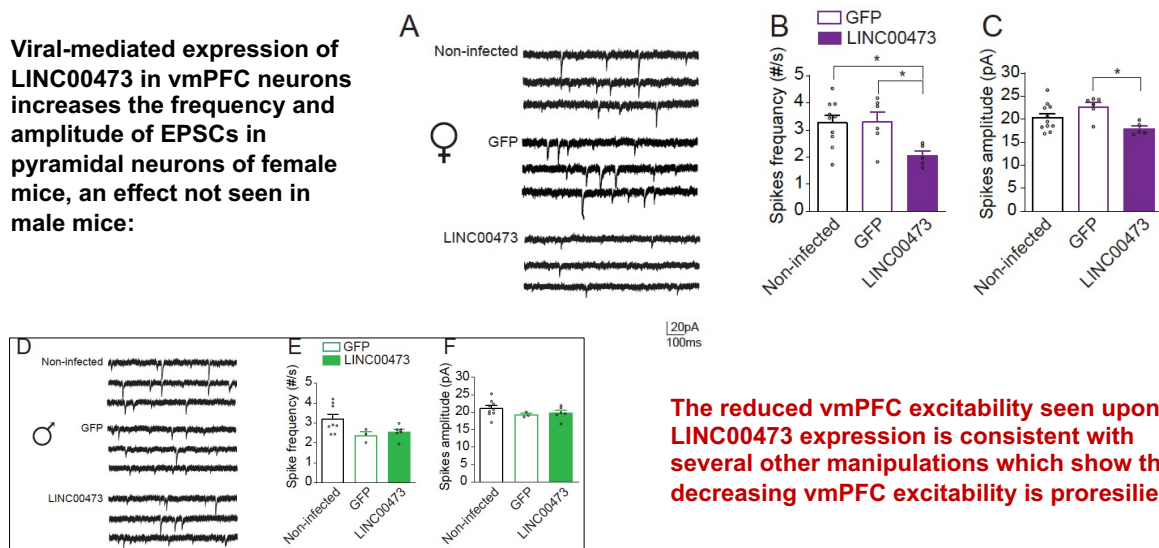 Viral-mediated expression of
LINC00473 in vmPFC neurons
increases the frequency and
amplitude of EPSCs in
pyramidal neurons of female
mice, an effect not seen in
male mice:
A
Non-infected
♀
GFP
LINC00473
B
GFP
LINC00473
Spikes frequancy (#/s)
5
4
3
2
1
0
*
*
Non-infected
GFP
LINC00473
C
Spikes amplitude (pA)
30
25
20
15
10
5
0
*
Non-infected
GFP
LINC00473
20pA
100ms
D
Non-infected
♂
GFP
LINC00473
E
GFP
LINC00473
Spike frequency (#/s)
5
4
3
2
1
0
Non-infected
GFP
LINC00473
F
Spikes amplitude (pA)
30
25
20
15
10
5
0
Non-infected
GFP
LINC00473
The reduced vmPFC excitability seen upon
LINC00473 expression is consistent with
several other manipulations which show th
decreasing vmPFC excitability is proresilie